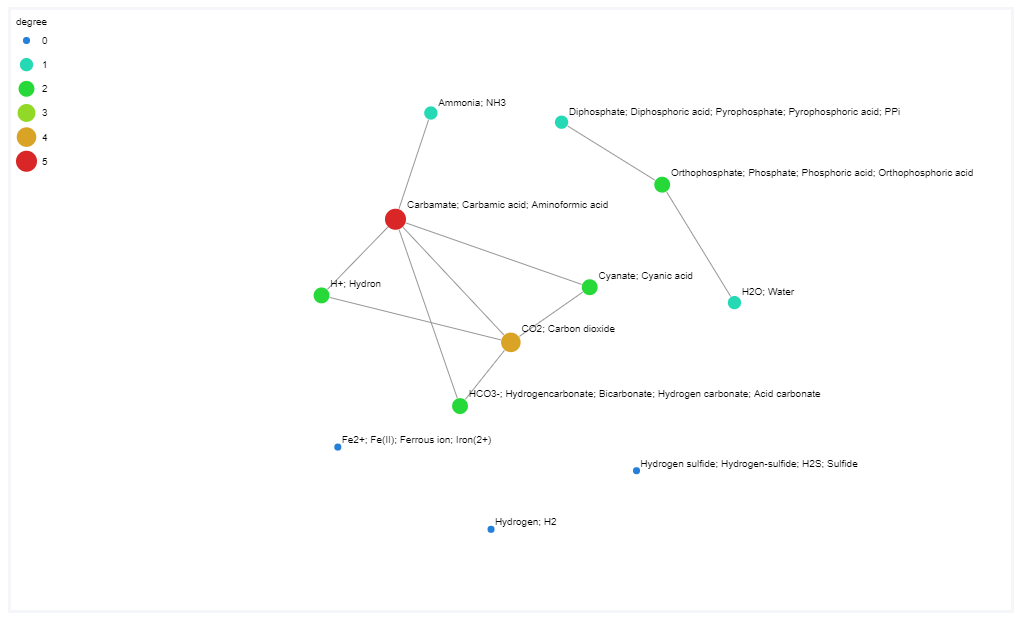 degree
0
1
2
3
4
5
Ammonia; NH3
Diphosphate; Diphosphoric acid; Pyrophosphate; Pyrophosphoric acid; PPi
Orthophosphate; Phosphate; Phosphoric acid; Orthophosphoric acid
Carbamate; Carbamic acid; Aminoformic acid
Cyanate; Cyanic acid
H+; Hydron
H2O; Water
CO2; Carbon dioxide
HCO3-; Hydrogencarbonate; Bicarbonate; Hydrogen carbonate; Acid carbonate
Fe2+; Fe(II); Ferrous ion; Iron(2+)
Hydrogen sulfide; Hydrogen-sulfide; H2S; Sulfide
Hydrogen; H2